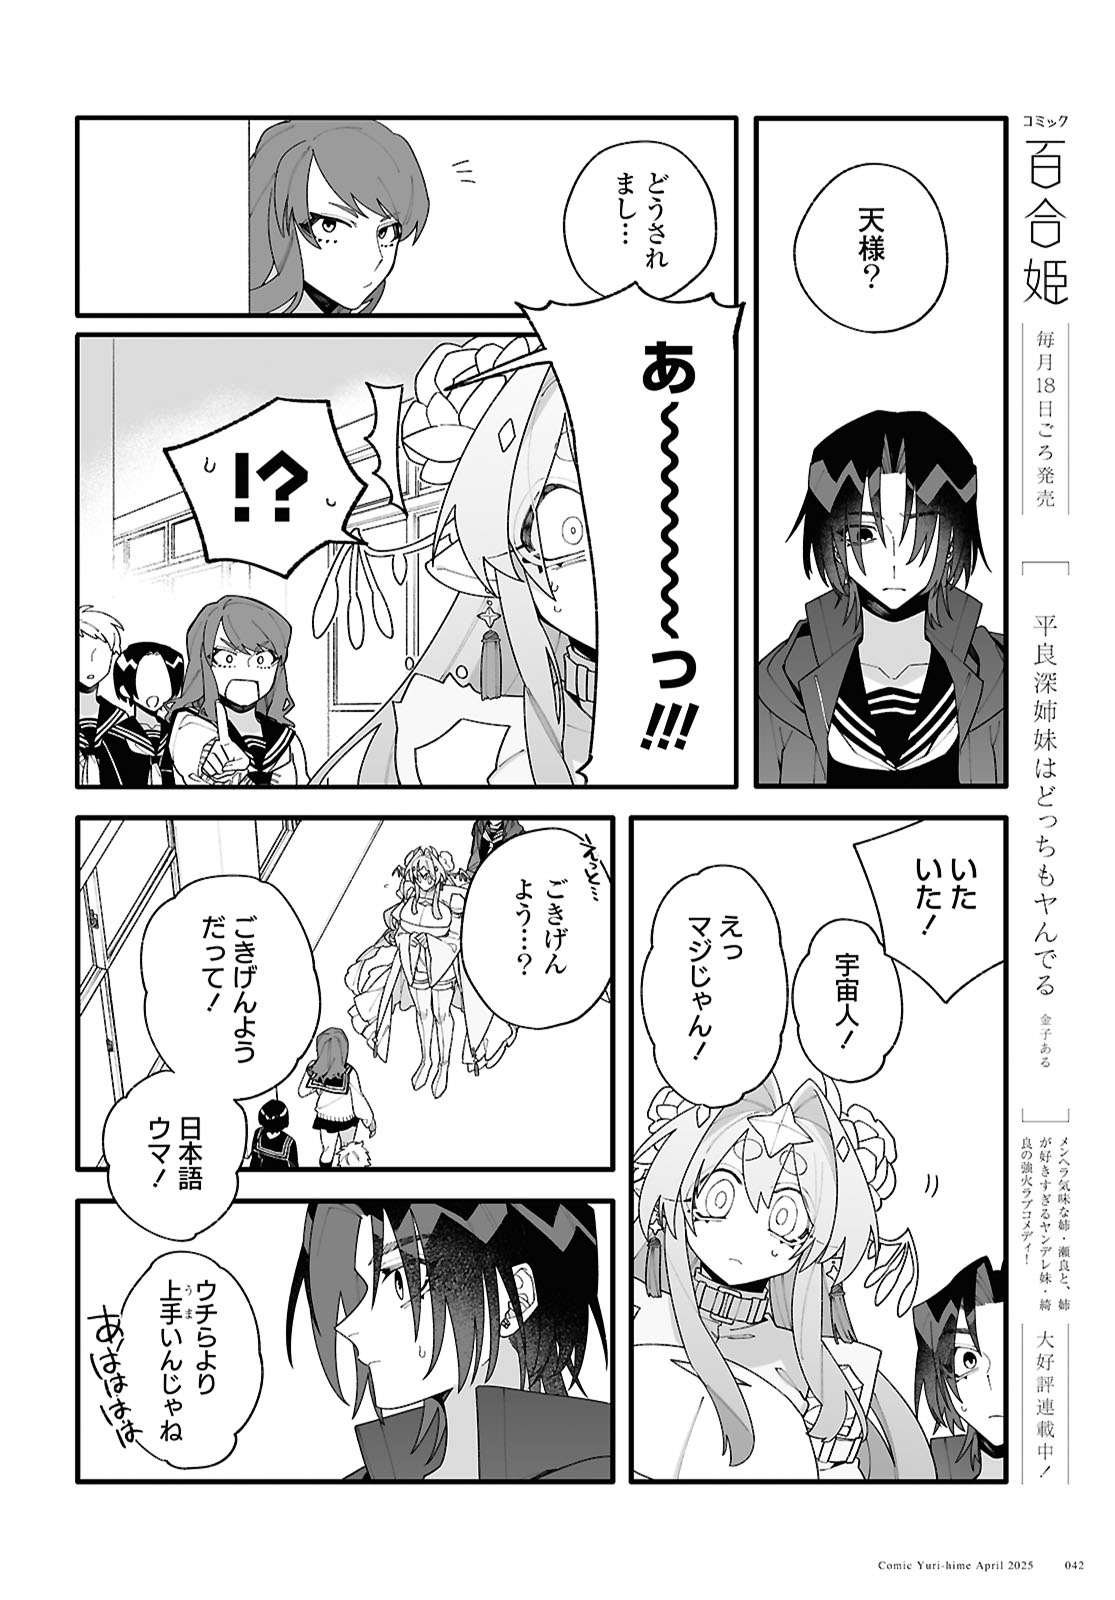 天様?
どうされ
まし…
あ〜〜〜〜〜っ!!!
!?
いた
いた!
宇宙人!
えっ
マジじゃん!
えっと…
ごきげん
よう…?
ごきげんよう
だって!
日本語
ウマ!
ウチらより
上手いんじゃね
うま
あはははは
コミック
百合姫
毎月18日ごろ発売
平良深姉妹はどっちもヤんでる
金子ある
メンヘラ気味な姉・瀬良と、姉
が好きすぎるヤンデレ妹・綺
良の強火ラブコメディ!
大好評連載中!
Comic Yuri-hime April 2025
042